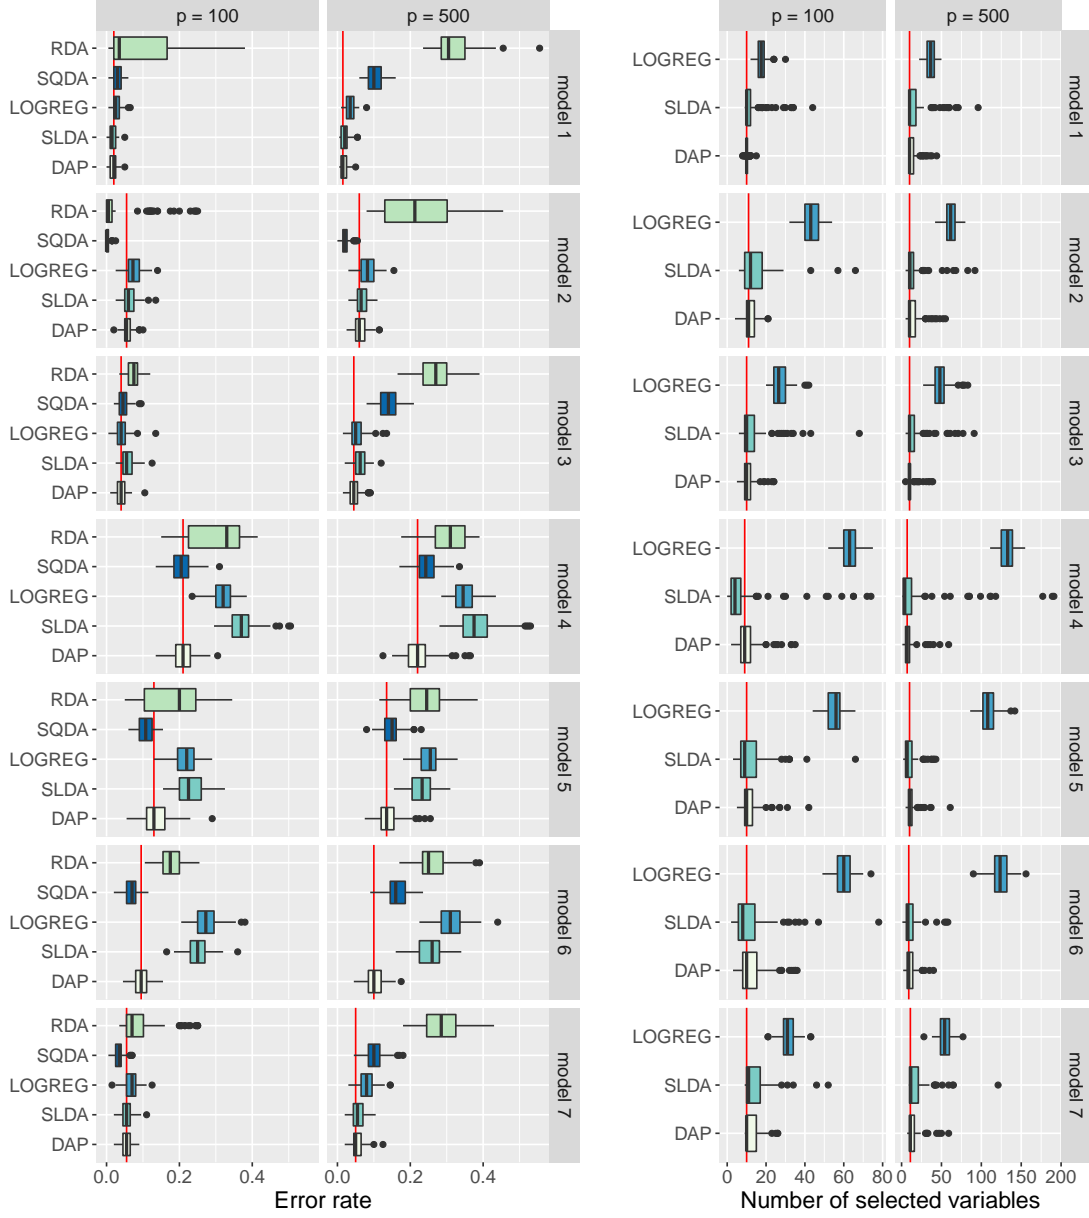 p = 100
p = 500
RDA
SQDA
LOGREG
SLDA
DAP
model 1
RDA
SQDA
LOGREG
SLDA
DAP
model 2
RDA
SQDA
LOGREG
SLDA
DAP
model 3
RDA
SQDA
LOGREG
SLDA
DAP
model 4
RDA
SQDA
LOGREG
SLDA
DAP
model 5
RDA
SQDA
LOGREG
SLDA
DAP
model 6
RDA
SQDA
LOGREG
SLDA
DAP
model 7
0.0 0.2 0.4 0.0 0.2 0.4
Error rate
p = 100
p = 500
LOGREG
SLDA
DAP
model 1
LOGREG
SLDA
DAP
model 2
LOGREG
SLDA
DAP
model 3
LOGREG
SLDA
DAP
model 4
LOGREG
SLDA
DAP
model 5
LOGREG
SLDA
DAP
model 6
LOGREG
SLDA
DAP
model 7
0 20 40 60 80 0 50 100 150 200
Number of selected variables